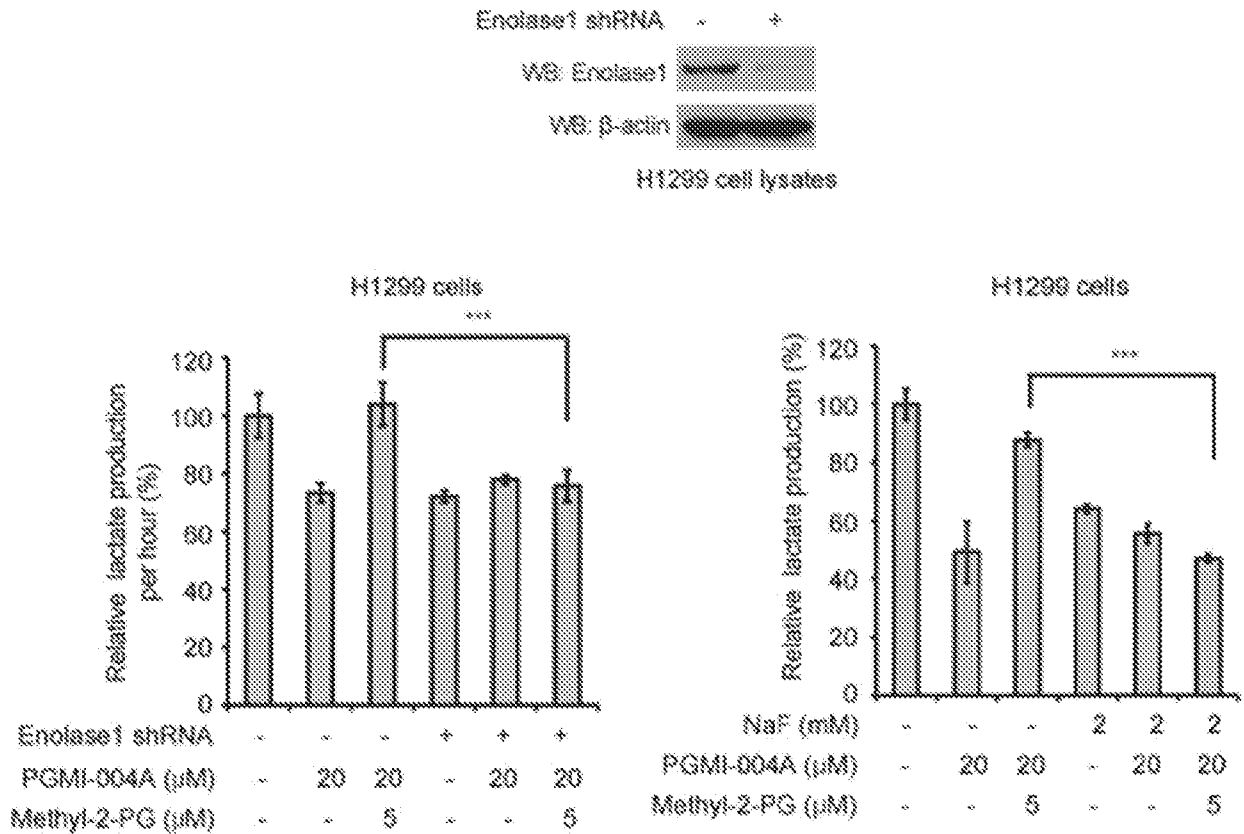 Enolase1 shRNA - +
WB: Enolase1
WB: β-actin
H1299 cell lysates
H1299 cells
***
Relative lactate production
per hour (%)
120
100
80
60
40
20
0
Enolase1 shRNA - - - + + +
PGMI-004A (μM) - 20 20 - 20 20
Methyl-2-PG (μM) - - 5 - - 5
H1299 cells
***
Relative lactate production (%)
120
100
80
60
40
20
0
NaF (mM) - - - 2 2 2
PGMI-004A (μM) - 20 20 - 20 20
Methyl-2-PG (μM) - - 5 - - 5